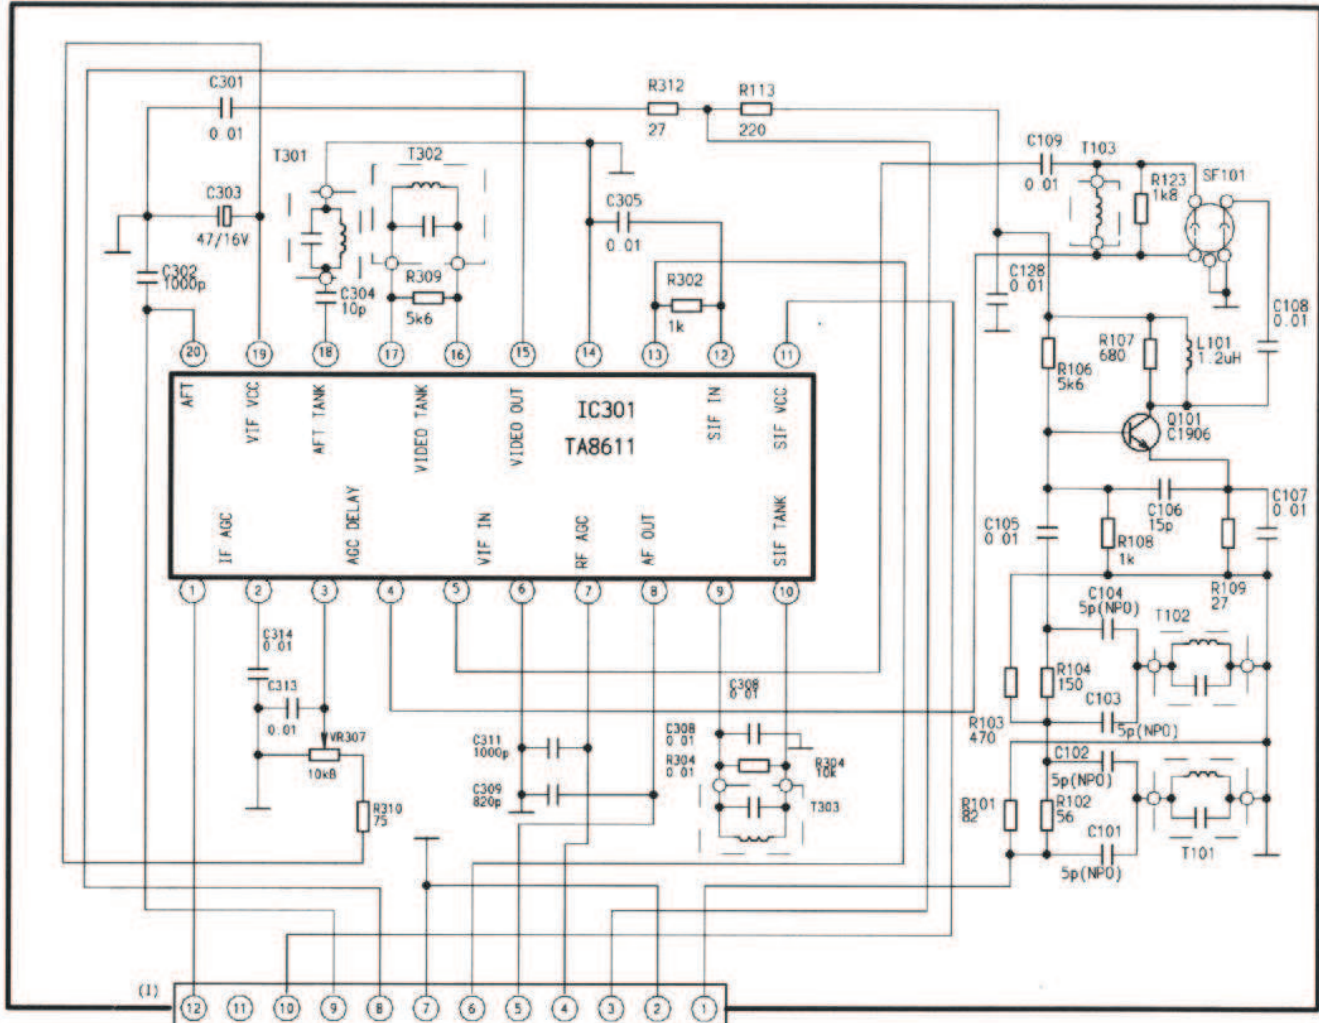 C301
0.01
R312
27
R113
220
T301
T302
C109
0.01
T103
R123
1k8
SF101
C303
47/16V
C305
0.01
C302
1000p
C304
10p
R309
5k6
R302
1k
C128
0.01
C108
0.01
20
19
18
17
16
15
14
13
12
11
R107
680
L101
1.2uH
R106
5k6
AFT
VIF VCC
AFT TANK
VIDEO TANK
VIDEO OUT
IC301
TA8611
SIF IN
SIF VCC
Q101
C1906
IF AGC
AGC DELAY
VIF IN
RF AGC
AF OUT
SIF TANK
C105
0.01
C106
15p
C107
0.01
R108
1k
R109
27
1
2
3
4
5
6
7
8
9
10
C104
5p(NPO)
T102
C314
0.01
C313
0.01
R104
150
C103
5p(NPO)
R103
470
C308
0.01
VR307
10kB
C311
1000p
C308
0.01
R304
0.01
R304
10k
C102
5p(NPO)
C309
820p
T303
R310
75
R101
82
R102
56
C101
5p(NPO)
T101
(1)
12
11
10
9
8
7
6
5
4
3
2
1